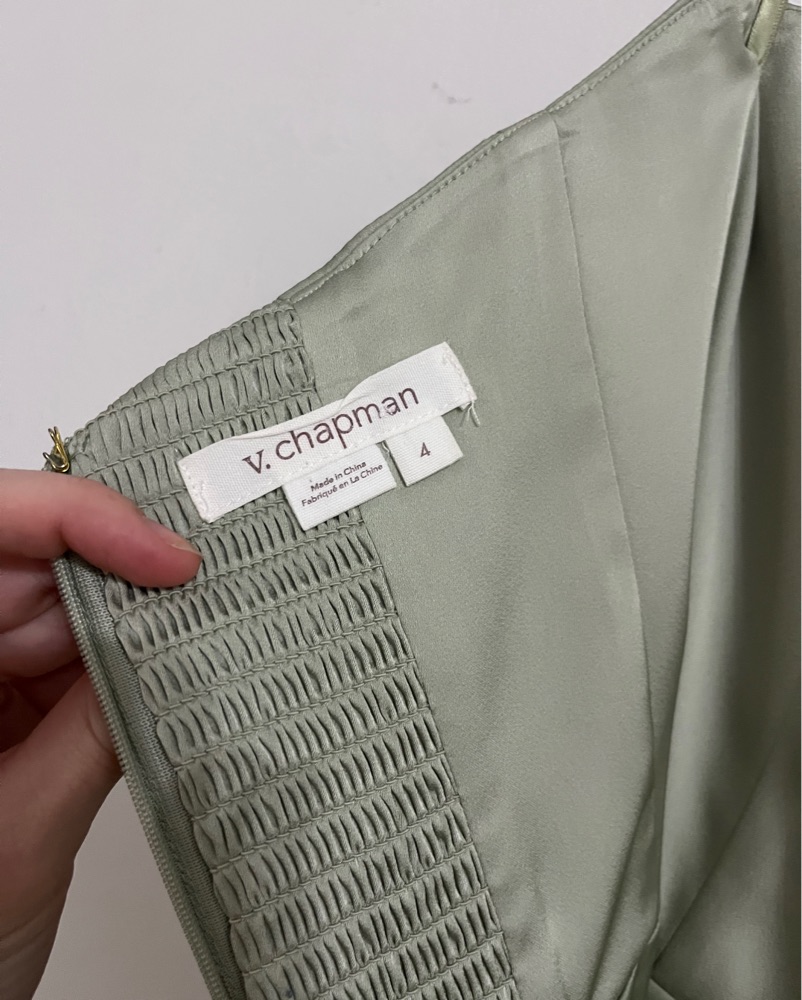 v. chapman
4
Made in China
Fabriqué en La Chine